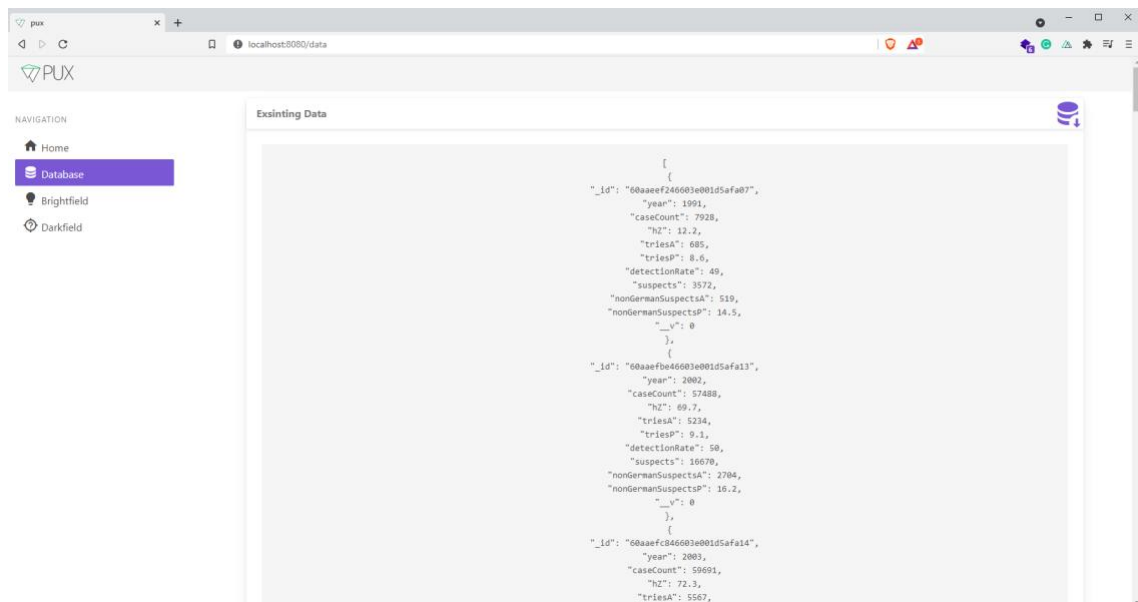 pux
localhost:8080/data
PUX
NAVIGATION
Home
Database
Brightfield
Darkfield
Exsinting Data
[
{
"_id": "60aaeef246603e001d5afa07",
"year": 1991,
"caseCount": 7928,
"hZ": 12.2,
"triesA": 685,
"triesP": 8.6,
"detectionRate": 49,
"suspects": 3572,
"nonGermanSuspectsA": 519,
"nonGermanSuspectsP": 14.5,
"__v": 0
},
{
"_id": "60aaefbe46603e001d5afa13",
"year": 2002,
"caseCount": 57488,
"hZ": 69.7,
"triesA": 5234,
"triesP": 9.1,
"detectionRate": 50,
"suspects": 16670,
"nonGermanSuspectsA": 2704,
"nonGermanSuspectsP": 16.2,
"__v": 0
},
{
"_id": "60aaefc846603e001d5afa14",
"year": 2003,
"caseCount": 59691,
"hZ": 72.3,
"triesA": 5567,